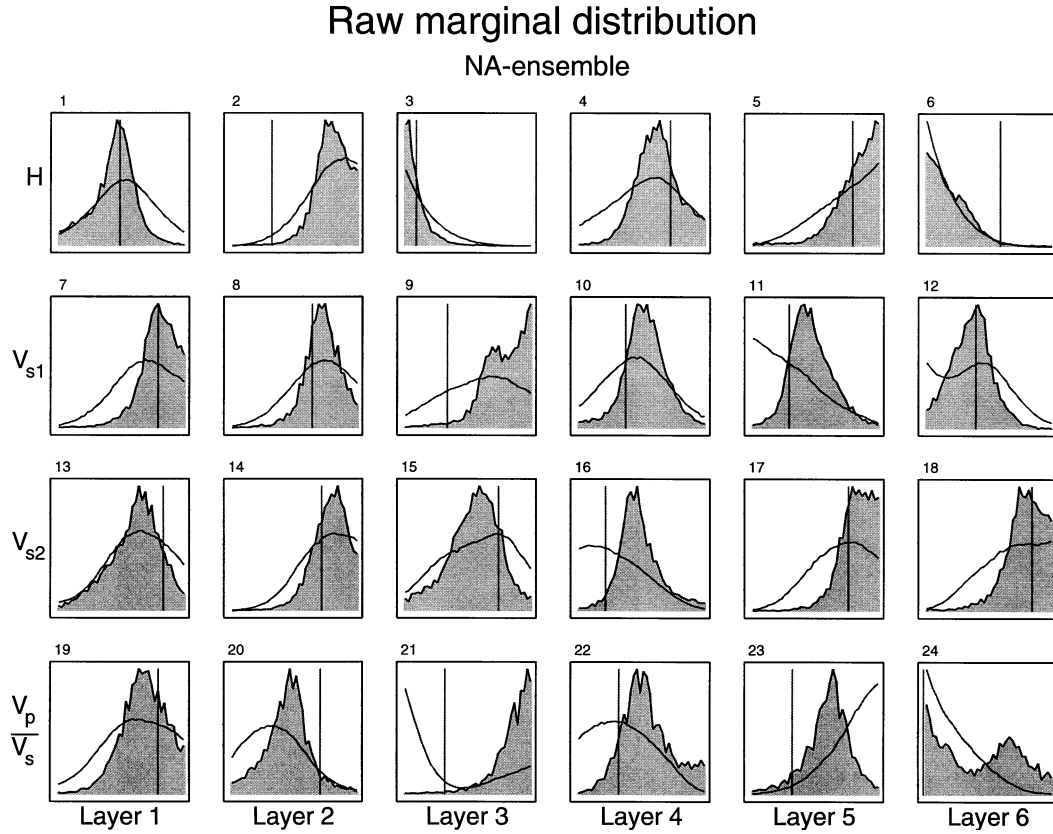 Raw marginal distribution
NA-ensemble
1 2 3 4 5 6
H
7 8 9 10 11 12
Vs1
13 14 15 16 17 18
Vs2
19 20 21 22 23 24
Vp
Vs
Layer 1 Layer 2 Layer 3 Layer 4 Layer 5 Layer 6